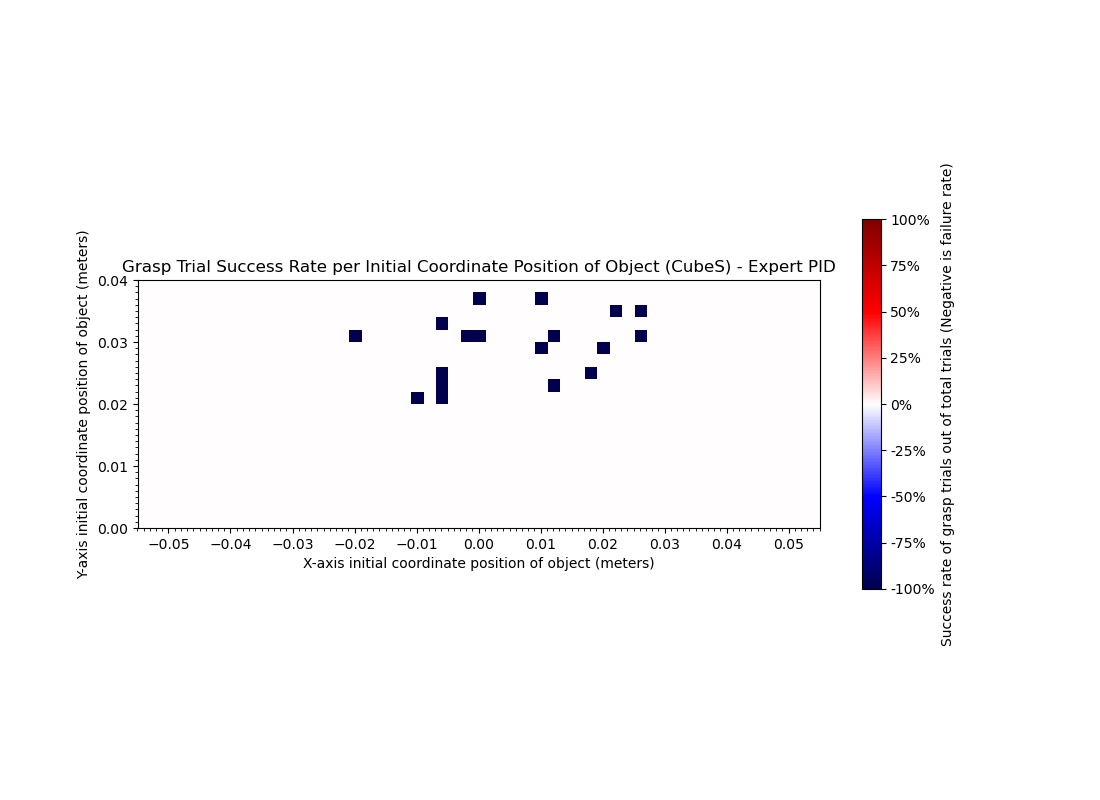 Grasp Trial Success Rate per Initial Coordinate Position of Object (CubeS) - Expert PID
Y-axis initial coordinate position of object (meters)
0.04
0.03
0.02
0.01
0.00
−0.05 −0.04 −0.03 −0.02 −0.01 0.00 0.01 0.02 0.03 0.04 0.05
X-axis initial coordinate position of object (meters)
100%
75%
50%
25%
0%
-25%
-50%
-75%
-100%
Success rate of grasp trials out of total trials (Negative is failure rate)